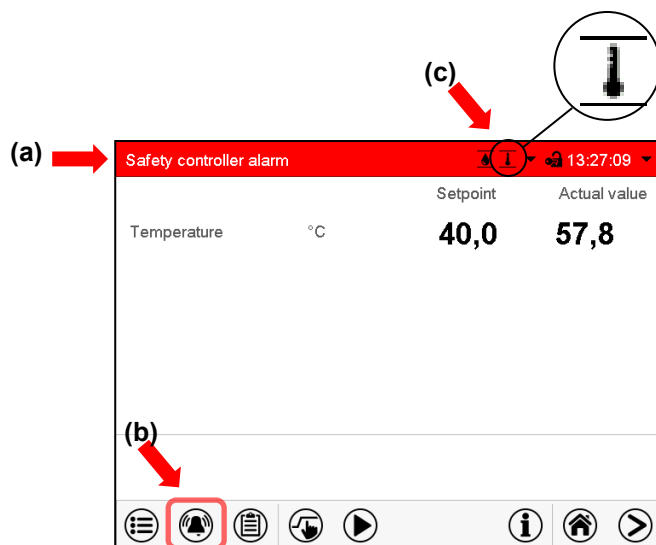 (c)
(a)
Safety controller alarm 13:27:09
Setpoint Actual value
Temperature °C 40,0 57,8
(b)